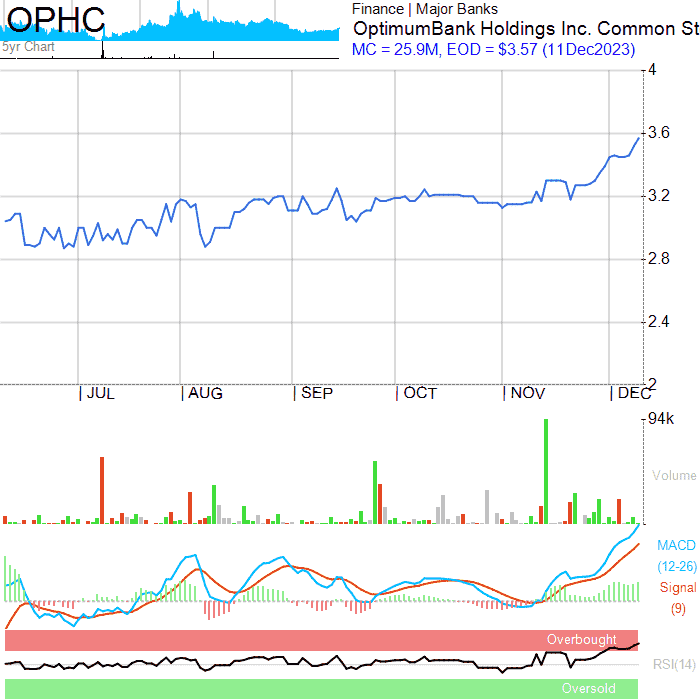 OPHC
5yr Chart
Finance | Major Banks
OptimumBank Holdings Inc. Common St
MC = 25.9M, EOD = $3.57 (11Dec2023)
4
3.6
3.2
2.8
2.4
2
JUL AUG SEP OCT NOV DEC
94k
Volume
MACD
(12-26)
Signal
(9)
Overbought
RSI(14)
Oversold